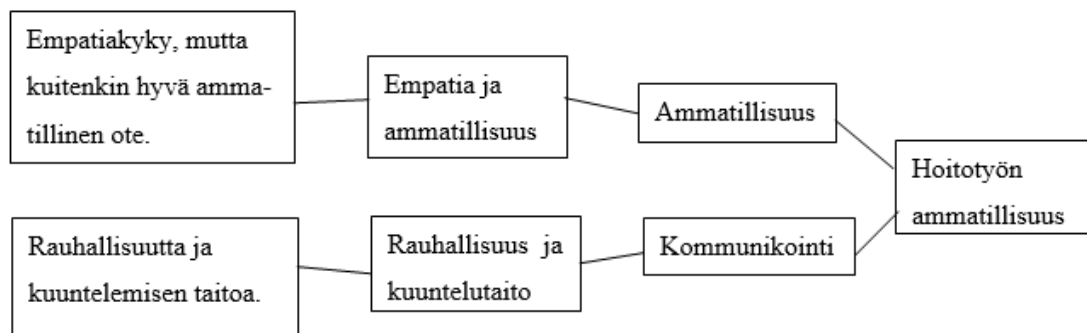 Empatiakyky, mutta
kuitenkin hyvä amma-
tillinen ote.
Empatia ja
ammatillisuus
Ammatillisuus
Hoitotyön
ammatillisuus
Rauhallisuutta ja
kuuntelemisen taitoa.
Rauhallisuus ja
kuuntelutaito
Kommunikointi